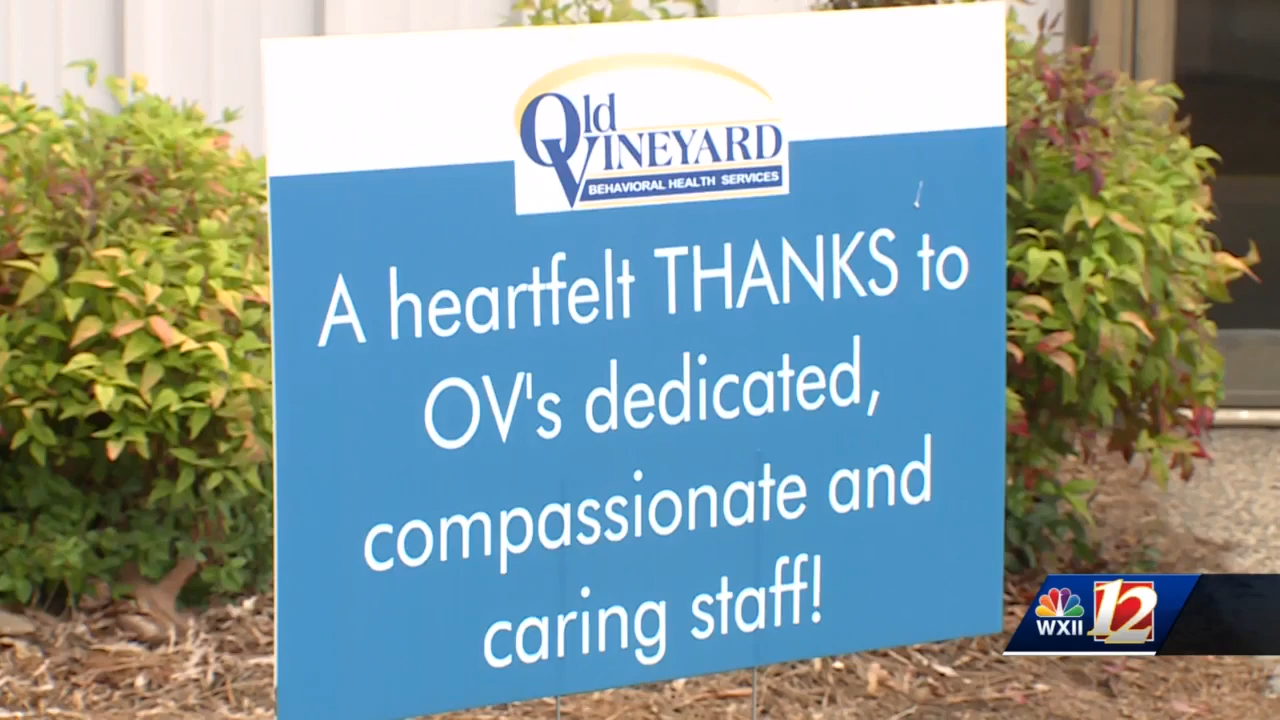 Old
VINEYARD
BEHAVIORAL HEALTH SERVICES
A heartfelt THANKS to
OV's dedicated,
compassionate and
caring staff!
WXII 12